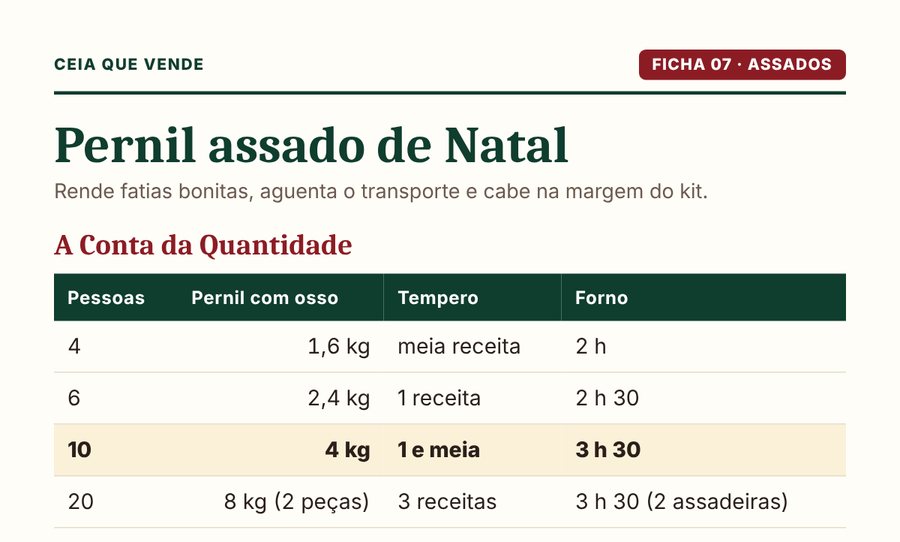 CEIA QUE VENDE
FICHA 07 · ASSADOS
Pernil assado de Natal
Rende fatias bonitas, aguenta o transporte e cabe na margem do kit.
A Conta da Quantidade
Pessoas Pernil com osso Tempero Forno
4 1,6 kg meia receita 2 h
6 2,4 kg 1 receita 2 h 30
10 4 kg 1 e meia 3 h 30
20 8 kg (2 peças) 3 receitas 3 h 30 (2 assadeiras)